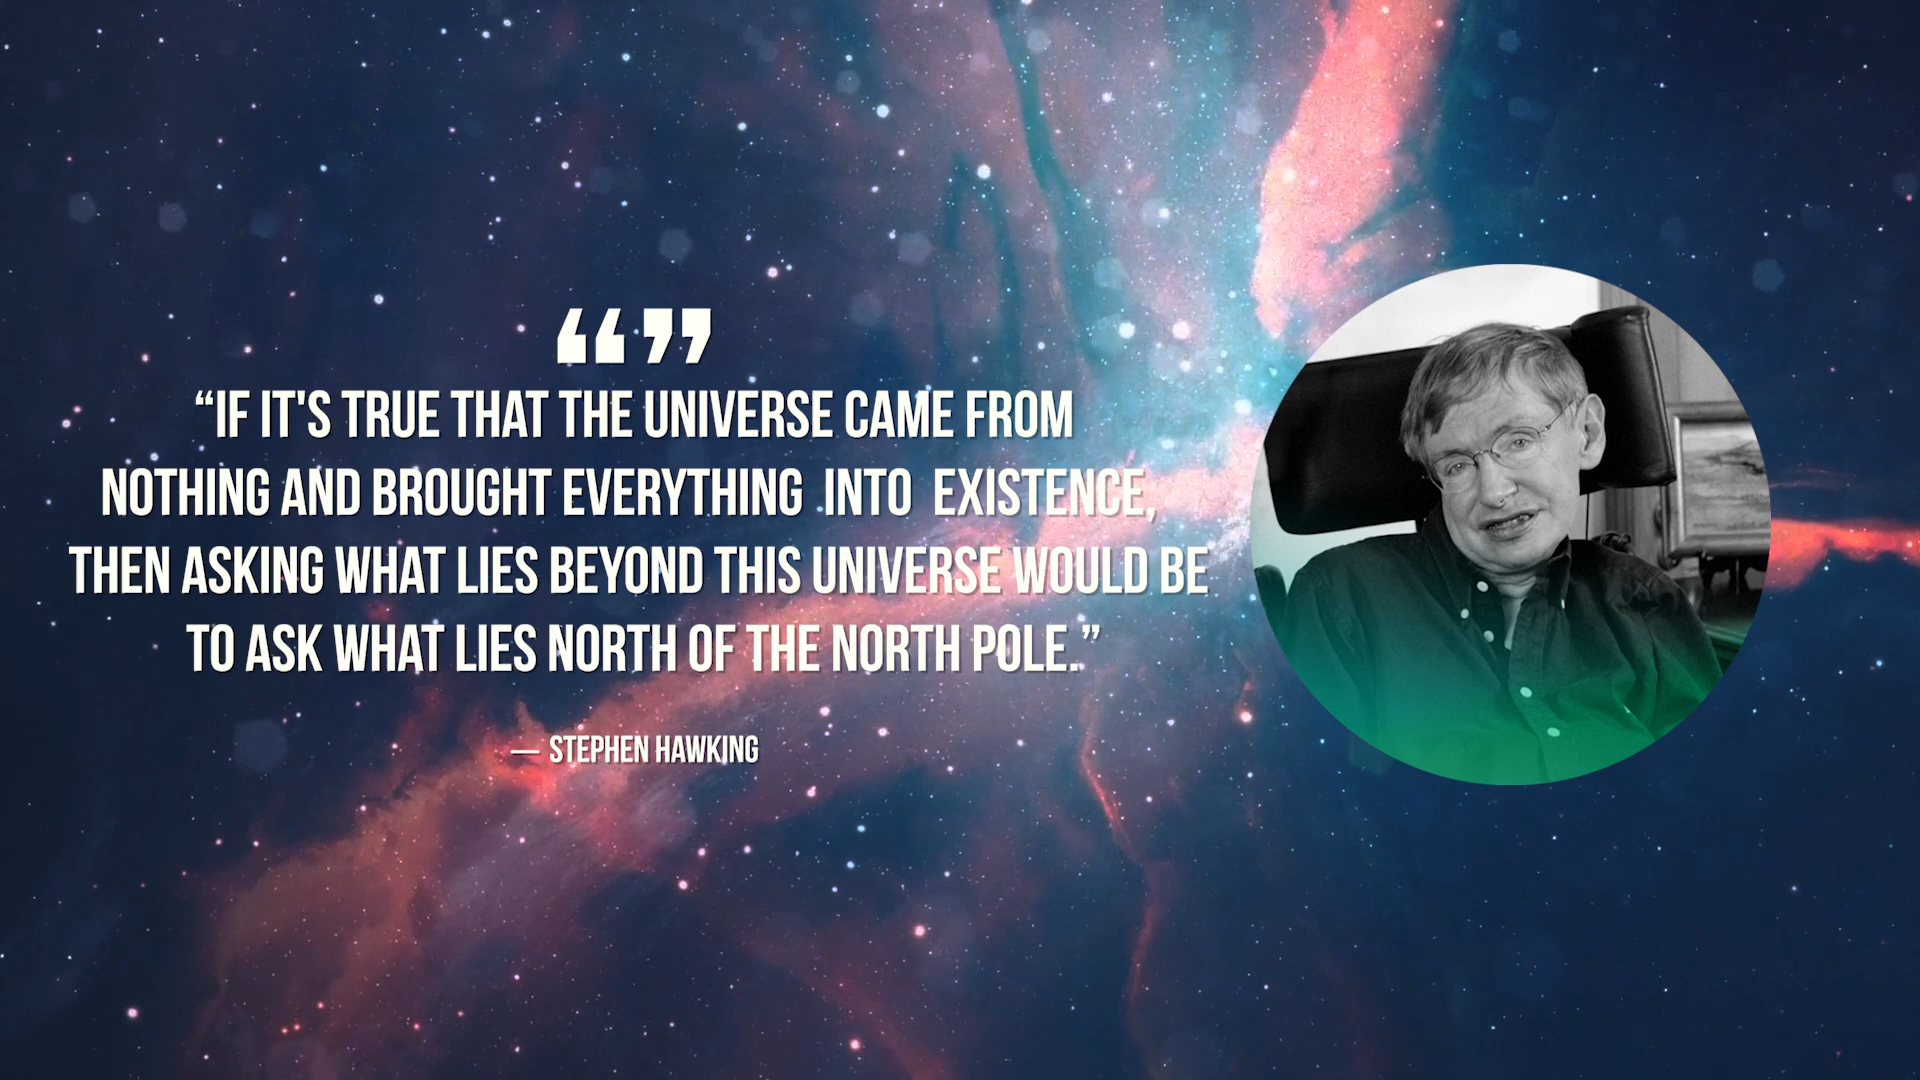 “”
“IF IT'S TRUE THAT THE UNIVERSE CAME FROM
NOTHING AND BROUGHT EVERYTHING INTO EXISTENCE,
THEN ASKING WHAT LIES BEYOND THIS UNIVERSE WOULD BE
TO ASK WHAT LIES NORTH OF THE NORTH POLE.”
— STEPHEN HAWKING